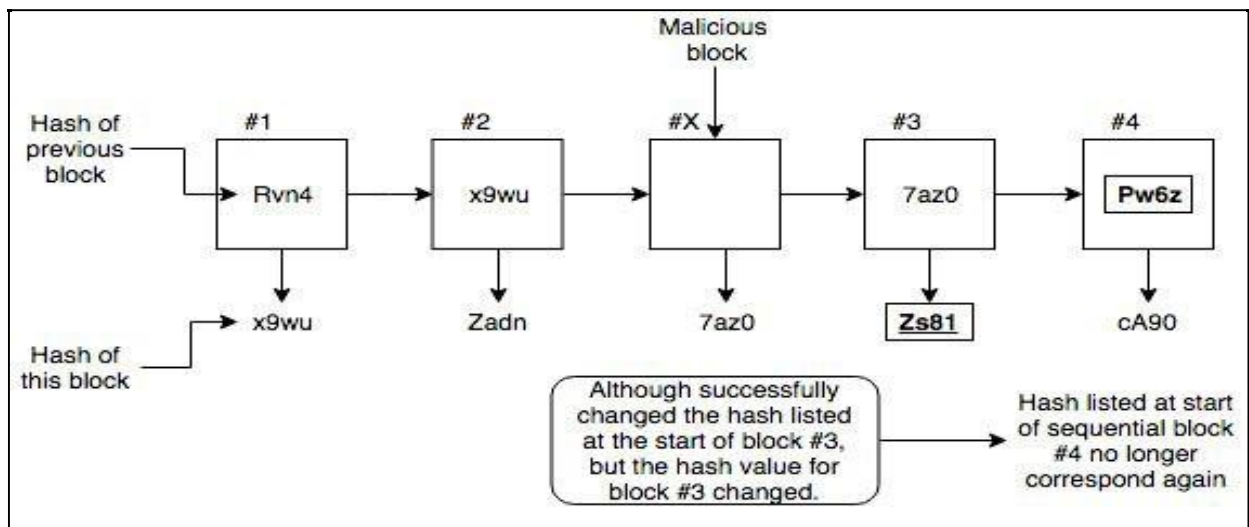 Malicious
block
Hash of
previous
block
#1
#2
#X
#3
#4
Rvn4
x9wu
7az0
Pw6z
x9wu
Zadn
7az0
Zs81
cA90
Hash of
this block
Although successfully
changed the hash listed
at the start of block #3,
but the hash value for
block #3 changed.
Hash listed at start
of sequential block
#4 no longer
correspond again